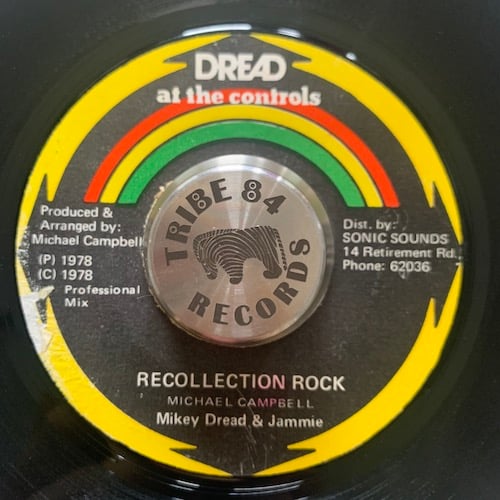 DREAD
at the controls
Produced &
Arranged by:
Michael Campbell
(P) 1978
(C) 1978
Professional
Mix
TRIBE 84
RECORDS
Dist. by:
SONIC SOUNDS
14 Retirement Rd.
Phone: 62036
RECOLLECTION ROCK
MICHAEL CAMPBELL
Mikey Dread & Jammie